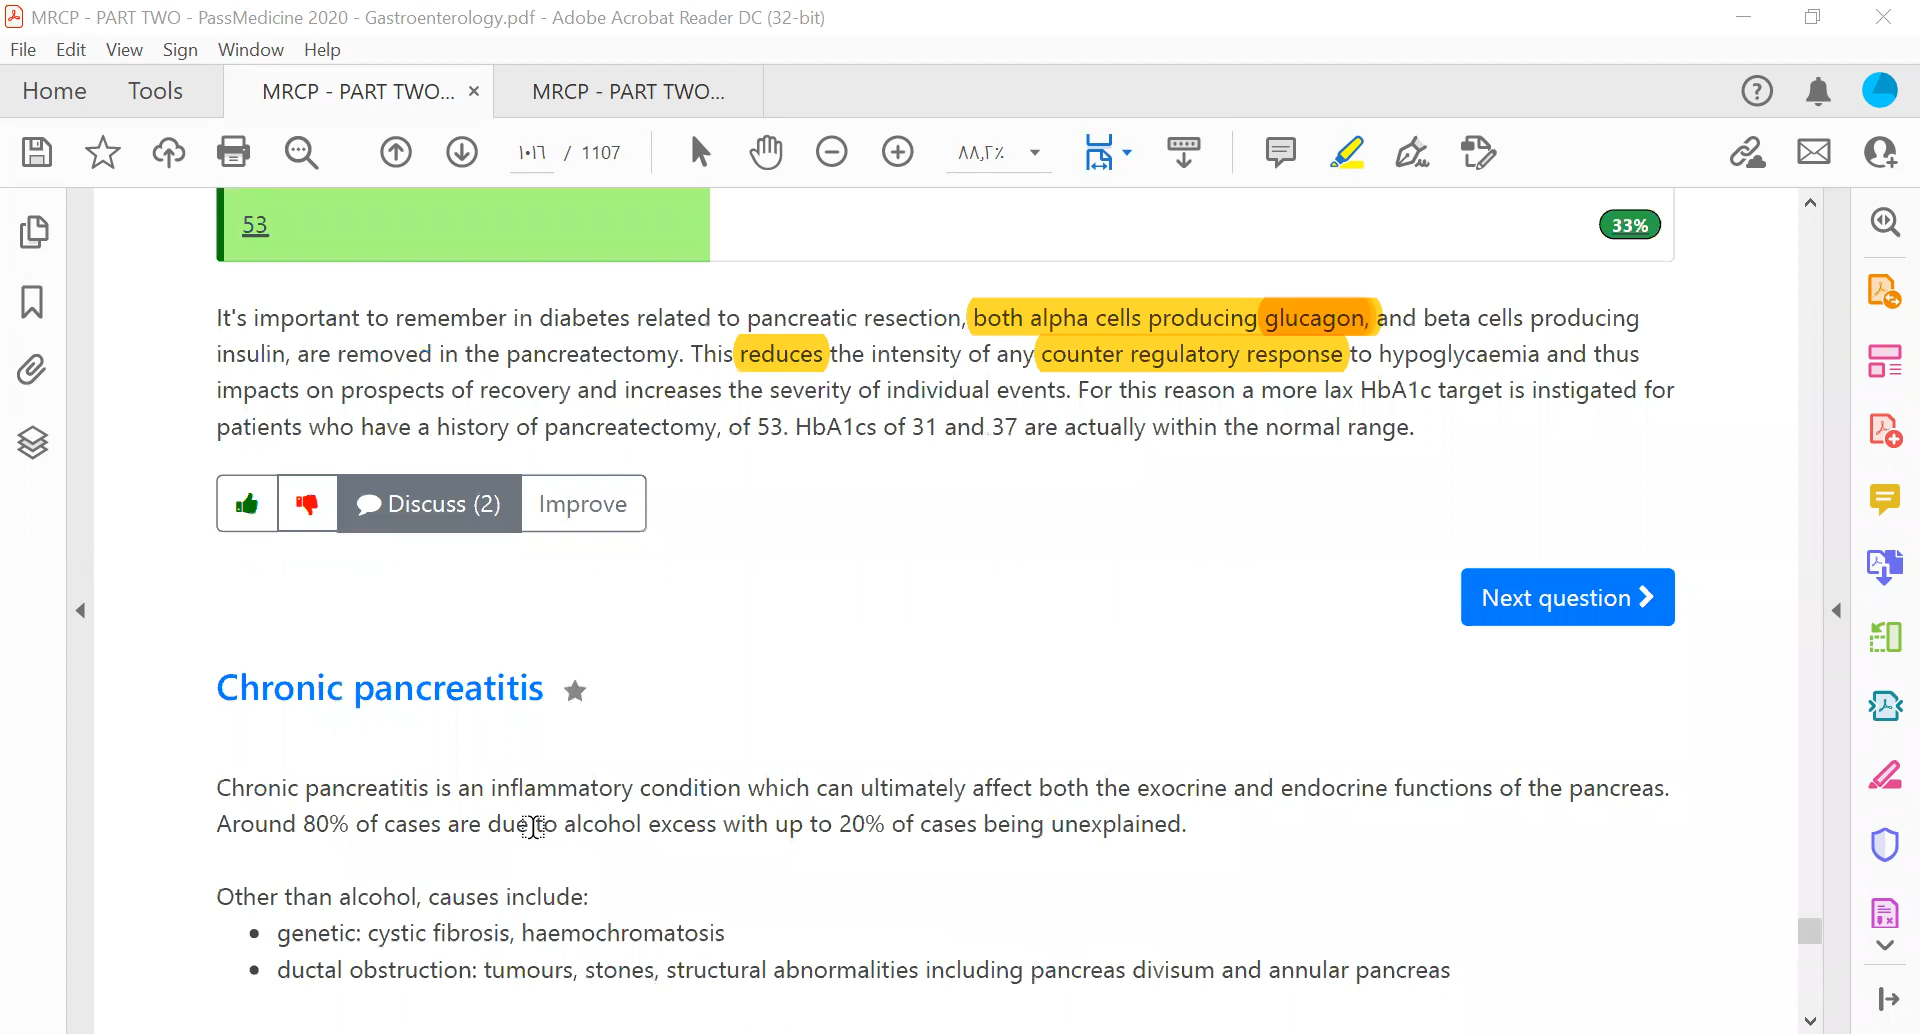 MRCP - PART TWO - PassMedicine 2020 - Gastroenterology.pdf - Adobe Acrobat Reader DC (32-bit)
File Edit View Sign Window Help
Home Tools MRCP - PART TWO... × MRCP - PART TWO...
١٠١٦ / 1107 ٨٨,٢٪
53 33%
It's important to remember in diabetes related to pancreatic resection, both alpha cells producing glucagon, and beta cells producing
insulin, are removed in the pancreatectomy. This reduces the intensity of any counter regulatory response to hypoglycaemia and thus
impacts on prospects of recovery and increases the severity of individual events. For this reason a more lax HbA1c target is instigated for
patients who have a history of pancreatectomy, of 53. HbA1cs of 31 and 37 are actually within the normal range.
Discuss (2) Improve
Next question
Chronic pancreatitis
Chronic pancreatitis is an inflammatory condition which can ultimately affect both the exocrine and endocrine functions of the pancreas.
Around 80% of cases are due to alcohol excess with up to 20% of cases being unexplained.
Other than alcohol, causes include:
• genetic: cystic fibrosis, haemochromatosis
• ductal obstruction: tumours, stones, structural abnormalities including pancreas divisum and annular pancreas